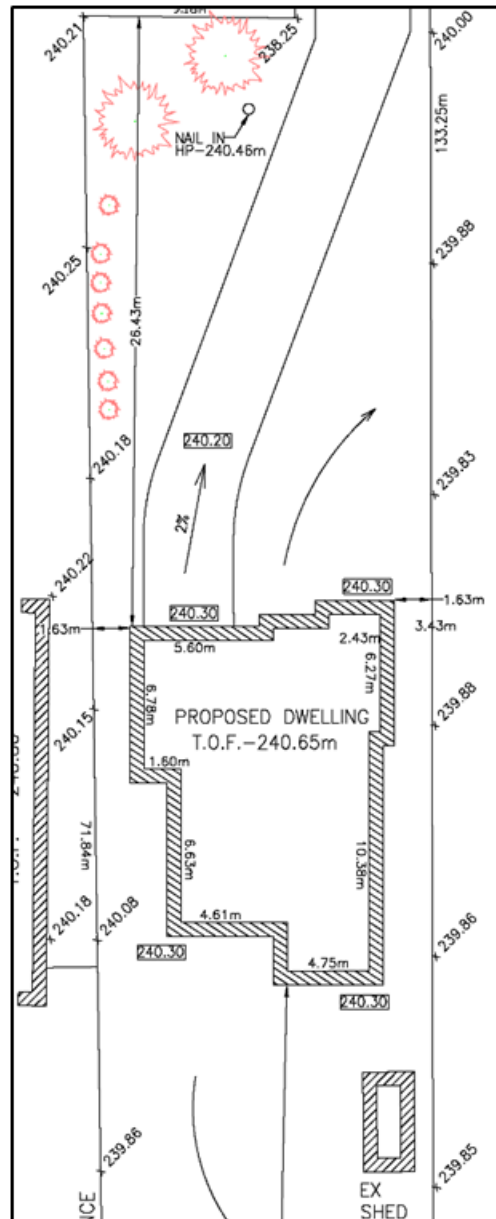 240.21
238.25
240.00
NAIL IN
HP-240.46m
133.25m
240.25
239.88
26.43m
240.18
240.20
239.83
2%
240.22
240.30
240.30
1.63m
1.63m
3.43m
5.60m
2.43m
6.27m
6.78m
240.15
PROPOSED DWELLING
T.O.F.-240.65m
239.88
1.60m
71.84m
6.63m
10.38m
4.61m
240.18
240.08
240.30
239.86
4.75m
240.30
239.86
239.85
EX
SHED